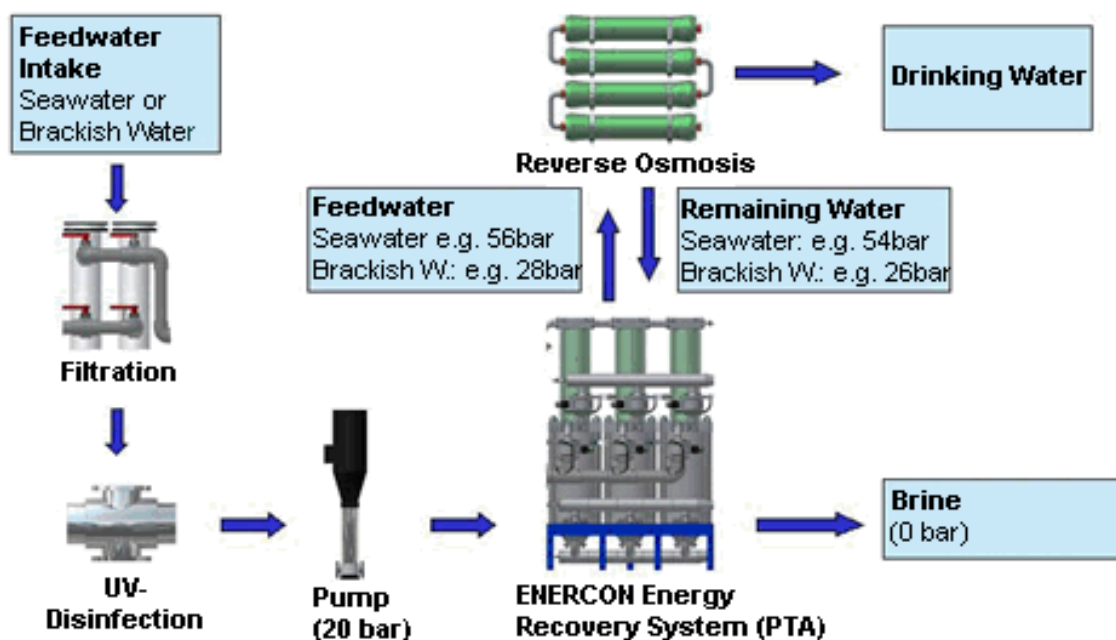 Feedwater
Intake
Seawater or
Brackish Water
Filtration
UV-
Disinfection
Pump
(20 bar)
ENERCON Energy
Recovery System (PTA)
Feedwater
Seawater e.g. 56bar
Brackish W.: e.g. 28bar
Reverse Osmosis
Remaining Water
Seawater: e.g. 54bar
Brackish W.: e.g. 26bar
Drinking Water
Brine
(0 bar)